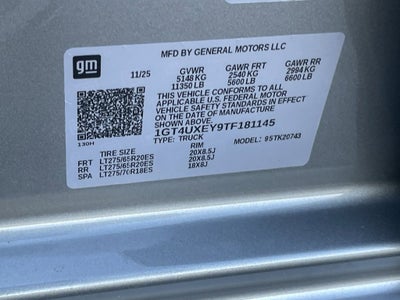 gm
MFD BY GENERAL MOTORS LLC
11/25 GVWR GAWR FRT GAWR RR
5148 KG 2540 KG 2994 KG
11350 LB 5600 LB 6600 LB
THIS VEHICLE CONFORMS TO ALL
APPLICABLE U.S. FEDERAL MOTOR
VEHICLE SAFETY STANDARDS IN EFFECT
ON THE DATE OF MANUFACTURE
SHOWN ABOVE.
1GT4UXEY9TF181145
TYPE: TRUCK MODEL: 95TK20743
130H
TIRE SIZE RIM
FRT LT275/65R20ES 20X8.5J
RR LT275/65R20ES 20X8.5J
SPA LT275/70R18ES 18X8J